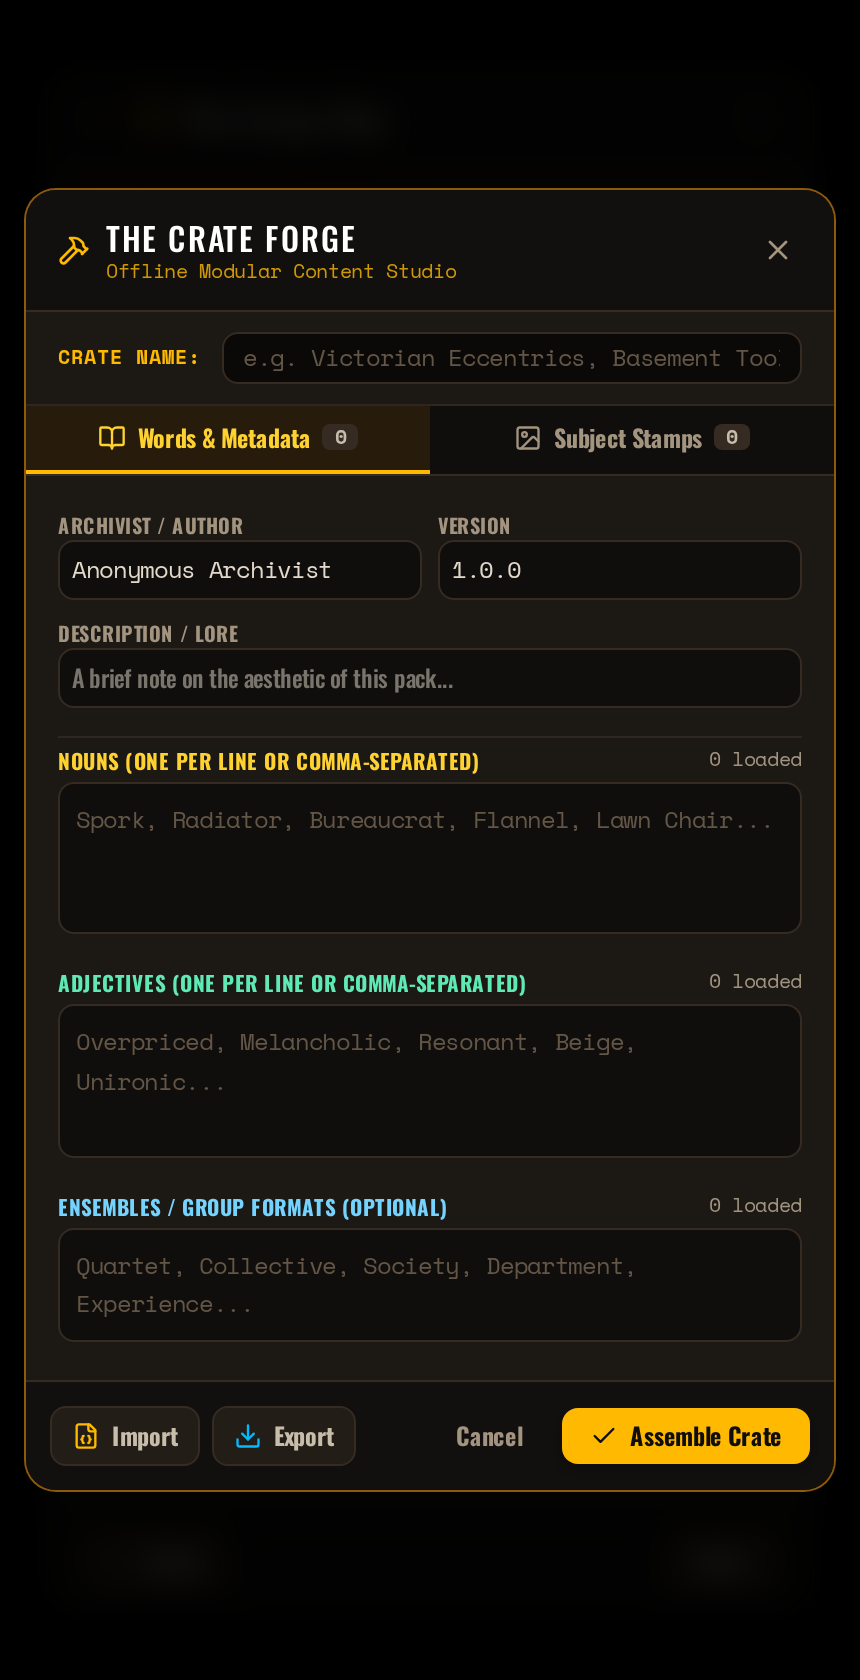 THE CRATE FORGE
Offline Modular Content Studio
CRATE NAME:
e.g. Victorian Eccentrics, Basement Tool
Words & Metadata 0
Subject Stamps 0
ARCHIVIST / AUTHOR
VERSION
Anonymous Archivist
1.0.0
DESCRIPTION / LORE
A brief note on the aesthetic of this pack...
NOUNS (ONE PER LINE OR COMMA-SEPARATED)
0 loaded
Spork, Radiator, Bureaucrat, Flannel, Lawn Chair...
ADJECTIVES (ONE PER LINE OR COMMA-SEPARATED)
0 loaded
Overpriced, Melancholic, Resonant, Beige,
Unironic...
ENSEMBLES / GROUP FORMATS (OPTIONAL)
0 loaded
Quartet, Collective, Society, Department,
Experience...
Import
Export
Cancel
Assemble Crate